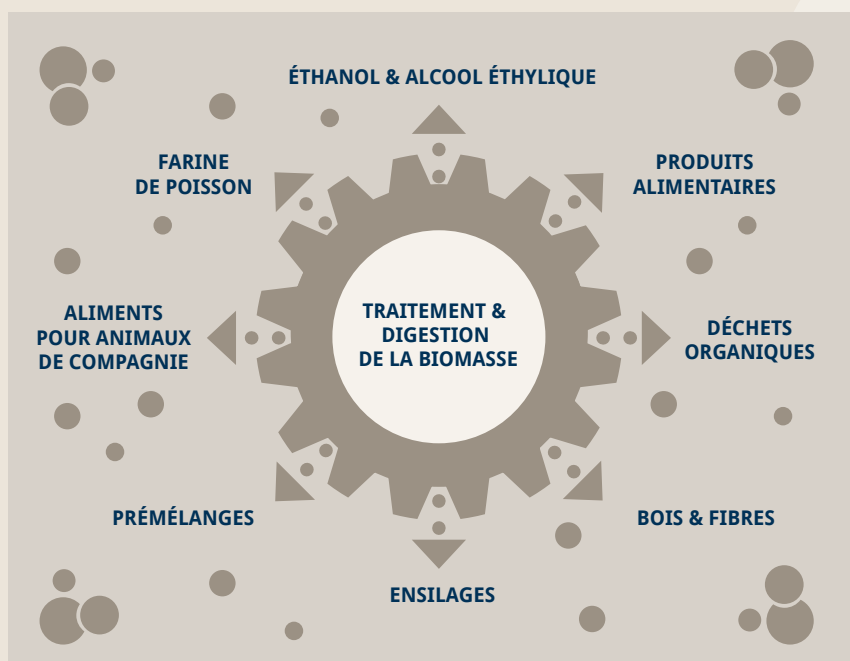 ÉTHANOL & ALCOOL ÉTHYLIQUE
FARINE
DE POISSON
PRODUITS
ALIMENTAIRES
ALIMENTS
POUR ANIMAUX
DE COMPAGNIE
TRAITEMENT &
DIGESTION
DE LA BIOMASSE
DÉCHETS
ORGANIQUES
PRÉMÉLANGES
BOIS & FIBRES
ENSILAGES